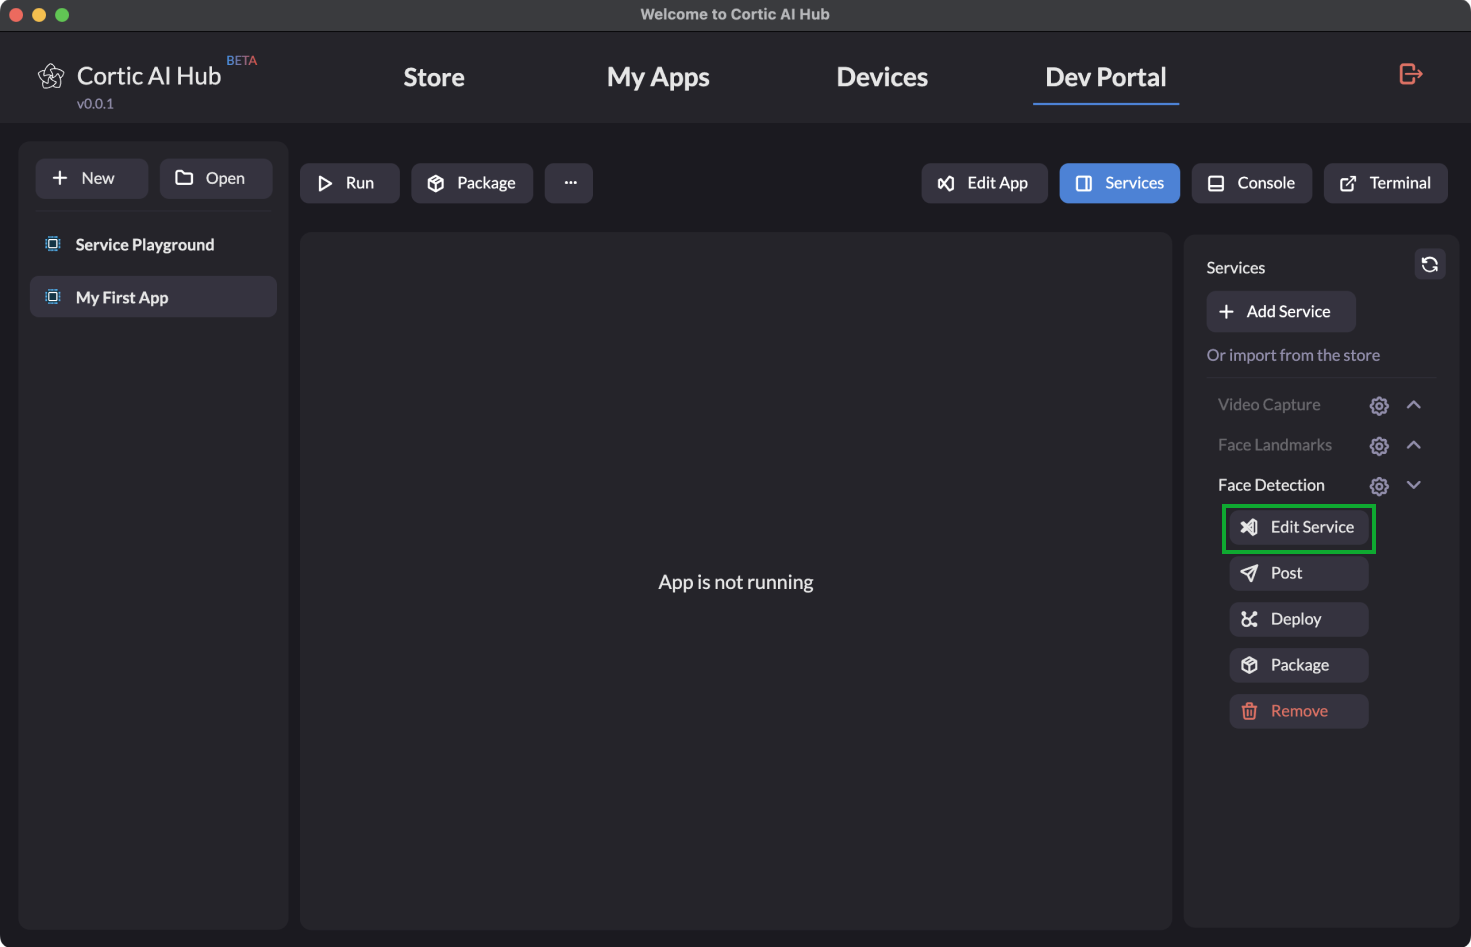 Welcome to Cortic AI Hub
Cortic AI Hub BETA
v0.0.1
Store
My Apps
Devices
Dev Portal
New
Open
Service Playground
My First App
Run
Package
...
Edit App
Services
Console
Terminal
App is not running
Services
Add Service
Or import from the store
Video Capture
Face Landmarks
Face Detection
Edit Service
Post
Deploy
Package
Remove